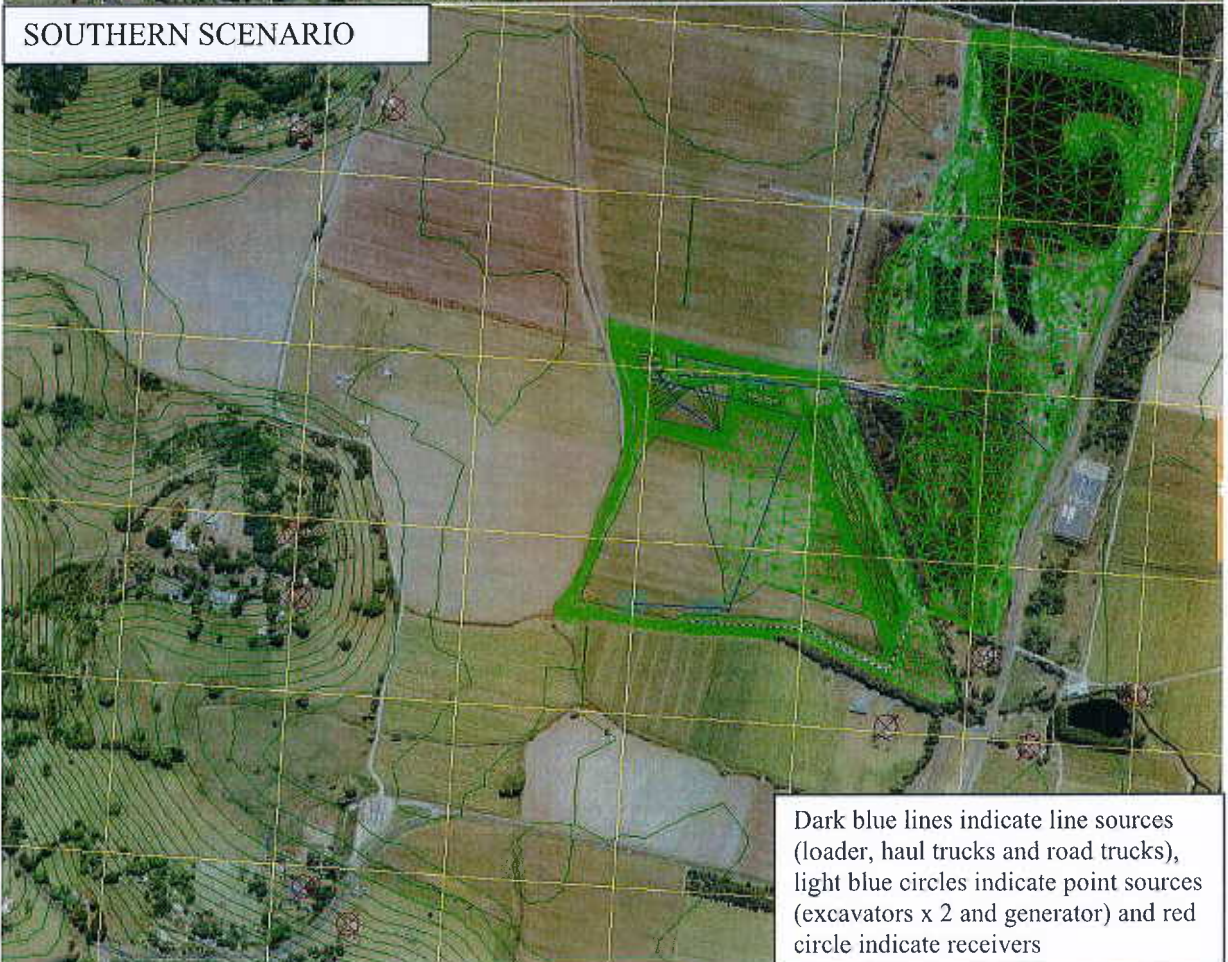 SOUTHERN SCENARIO
Dark blue lines indicate line sources
(loader, haul trucks and road trucks),
light blue circles indicate point sources
(excavators x 2 and generator) and red
circle indicate receivers